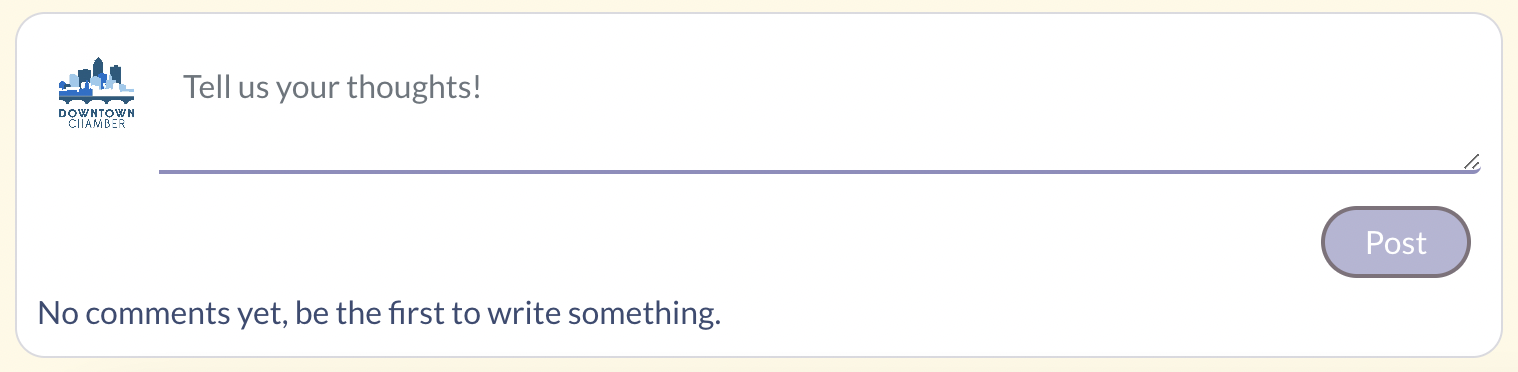 Tell us your thoughts!
DOWNTOWN
CHAMBER
Post
No comments yet, be the first to write something.